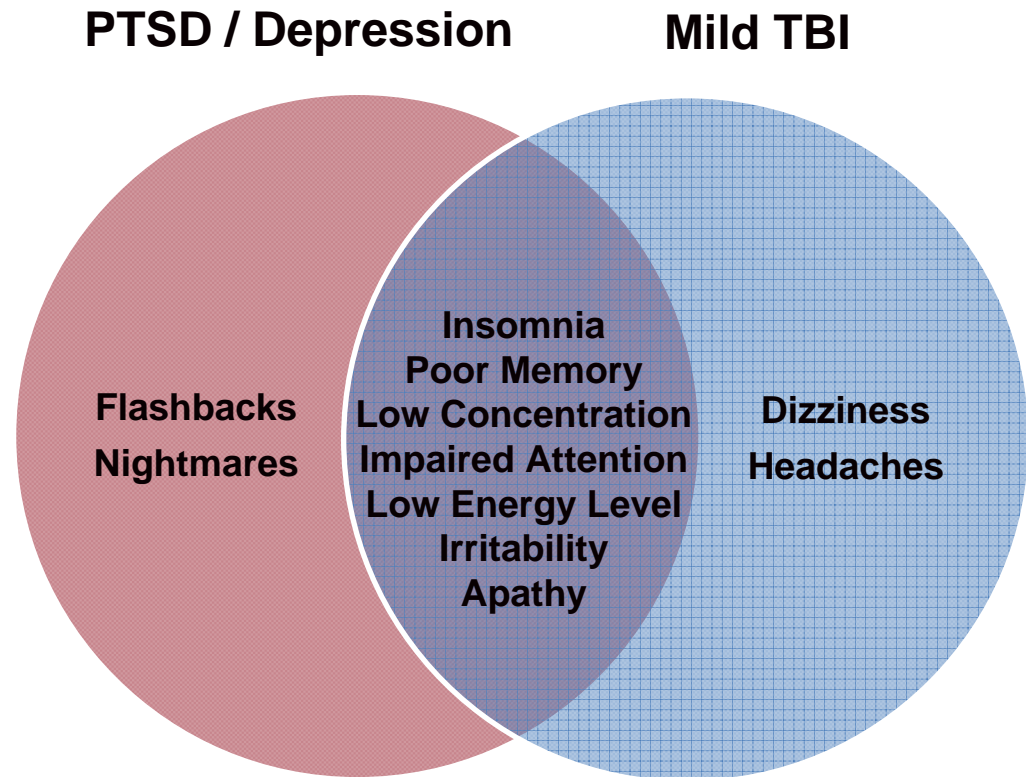 PTSD / Depression
Mild TBI
Flashbacks
Nightmares
Insomnia
Poor Memory
Low Concentration
Impaired Attention
Low Energy Level
Irritability
Apathy
Dizziness
Headaches